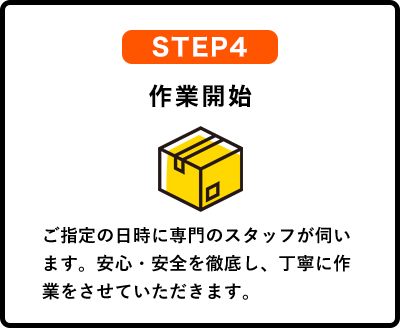 STEP4
作業開始
ご指定の日時に専門のスタッフが伺い
ます。安心・安全を徹底し、丁寧に作
業をさせていただきます。